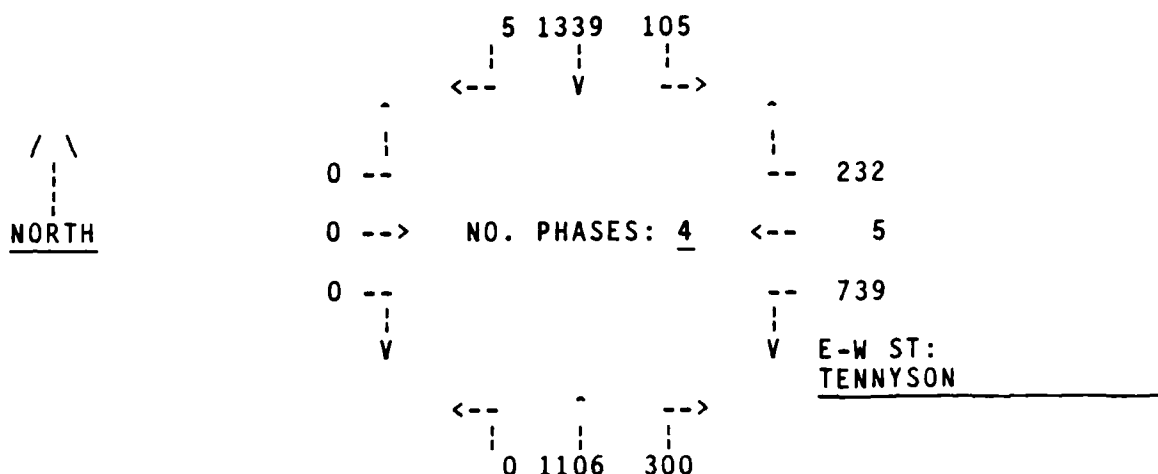 5 1339 105
<-- V -->
^ ^
/ \
0 -- -- 232
NORTH 0 --> NO. PHASES: 4 <-- 5
0 -- -- 739
V V E-W ST:
TENNYSON
<-- ^ -->
0 1106 300